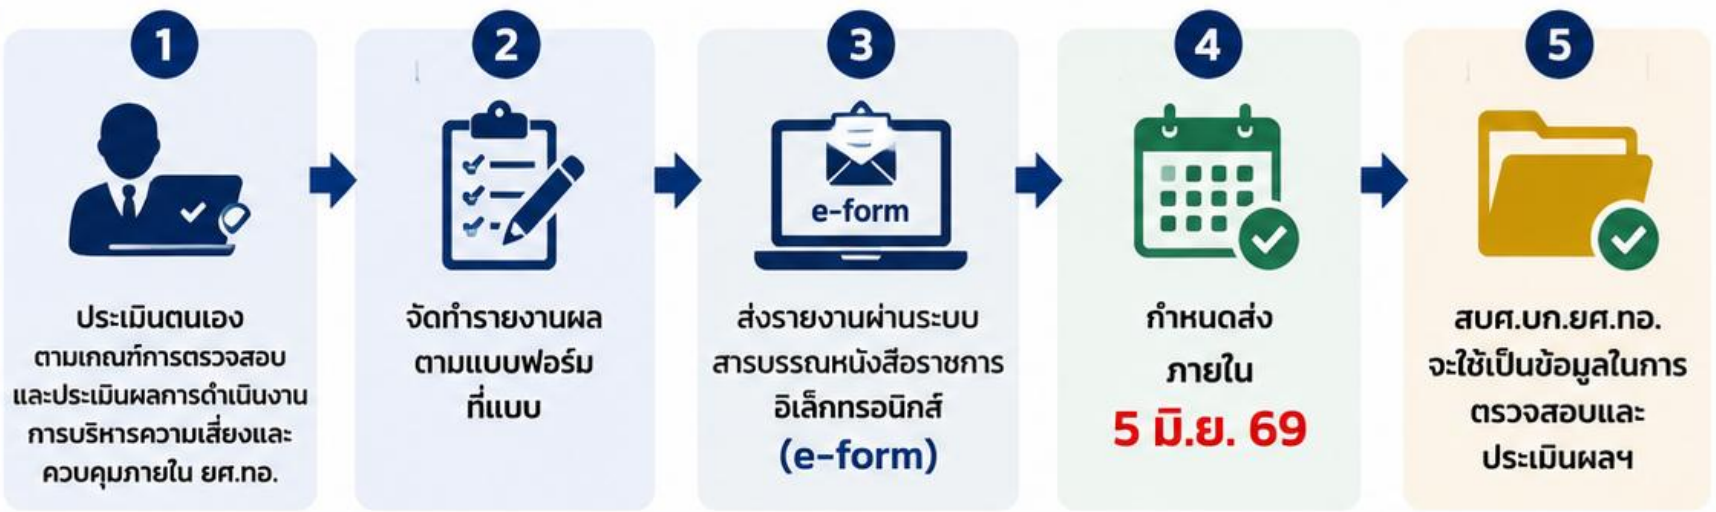 1
ประเมินตนเอง
ตามเกณฑ์การตรวจสอบ
และประเมินผลการดำเนินงาน
การบริหารความเสี่ยงและ
ควบคุมภายใน ยศ.ทอ.
2
จัดทำรายงานผล
ตามแบบฟอร์ม
ที่แนบ
3
e-form
ส่งรายงานผ่านระบบ
สารบรรณหนังสือราชการ
อิเล็กทรอนิกส์
(e-form)
4
กำหนดส่ง
ภายใน
5 มิ.ย. 69
5
สบศ.บก.ยศ.ทอ.
จะใช้เป็นข้อมูลในการ
ตรวจสอบและ
ประเมินผลฯ